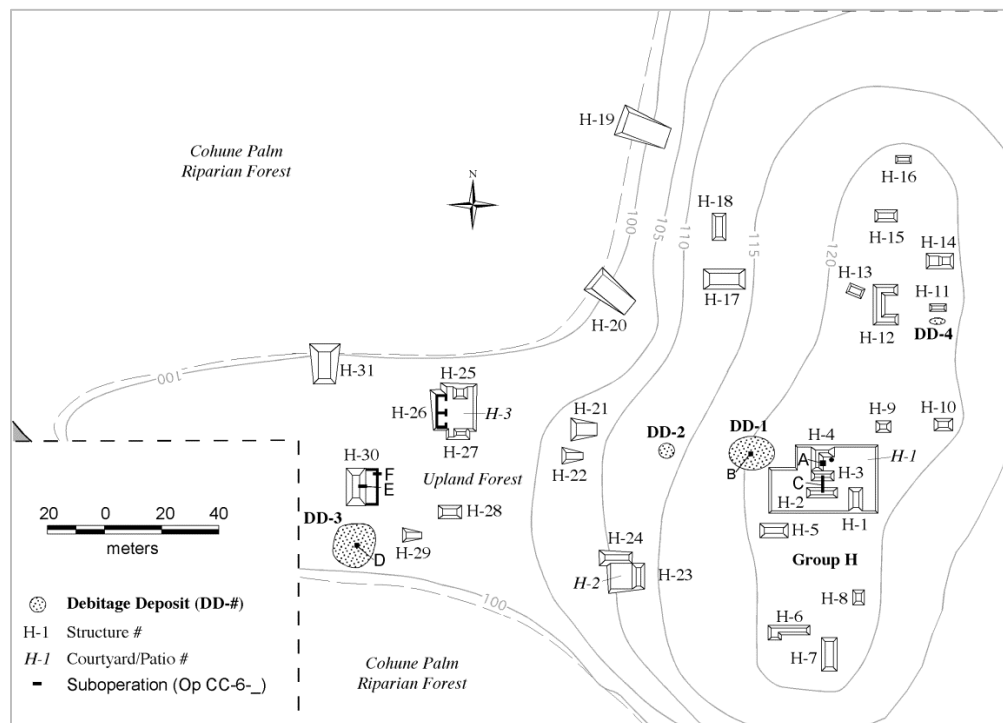 Cohune Palm
Riparian Forest
N
H-19
100
105
110
115
120
H-16
H-15
H-14
H-18
H-17
H-13
H-11
H-12
DD-4
H-20
100
H-31
H-25
H-26
H-3
H-27
H-21
H-22
DD-2
DD-1
B
H-9
H-10
H-4
H-1
A
H-3
C
H-2
H-1
H-5
Group H
H-30
F
E
Upland Forest
H-28
H-29
DD-3
D
20 0 20 40
meters
H-24
H-2
H-23
H-8
H-6
H-7
100
Debitage Deposit (DD-#)
H-1 Structure #
H-1 Courtyard/Patio #
Suboperation (Op CC-6-_)
Cohune Palm
Riparian Forest